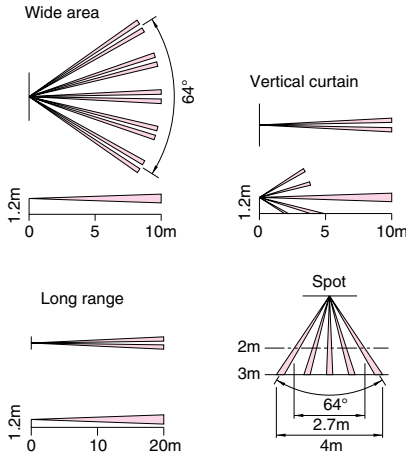 Wide area
64°
1.2m
0 5 10m
Vertical curtain
1.2m
0 5 10m
Long range
1.2m
0 10 20m
Spot
2m
3m
64°
2.7m
4m